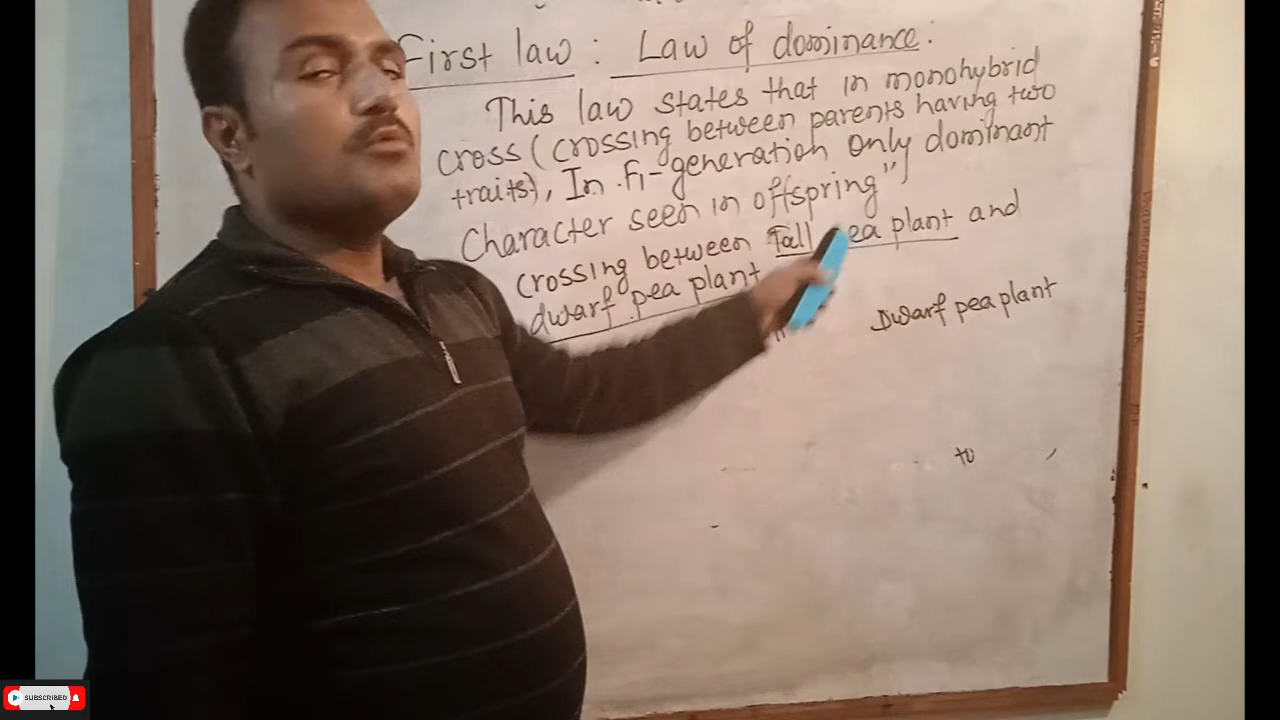 First law : Law of dominance :
This law states that in monohybrid
cross ( crossing between parents having two
traits), In F1-generation Only dominant
Character seen in offspring"
crossing between Tall ea plant and
dwarf pea plant
Dwarf pea plant
to
SUBSCRIBED